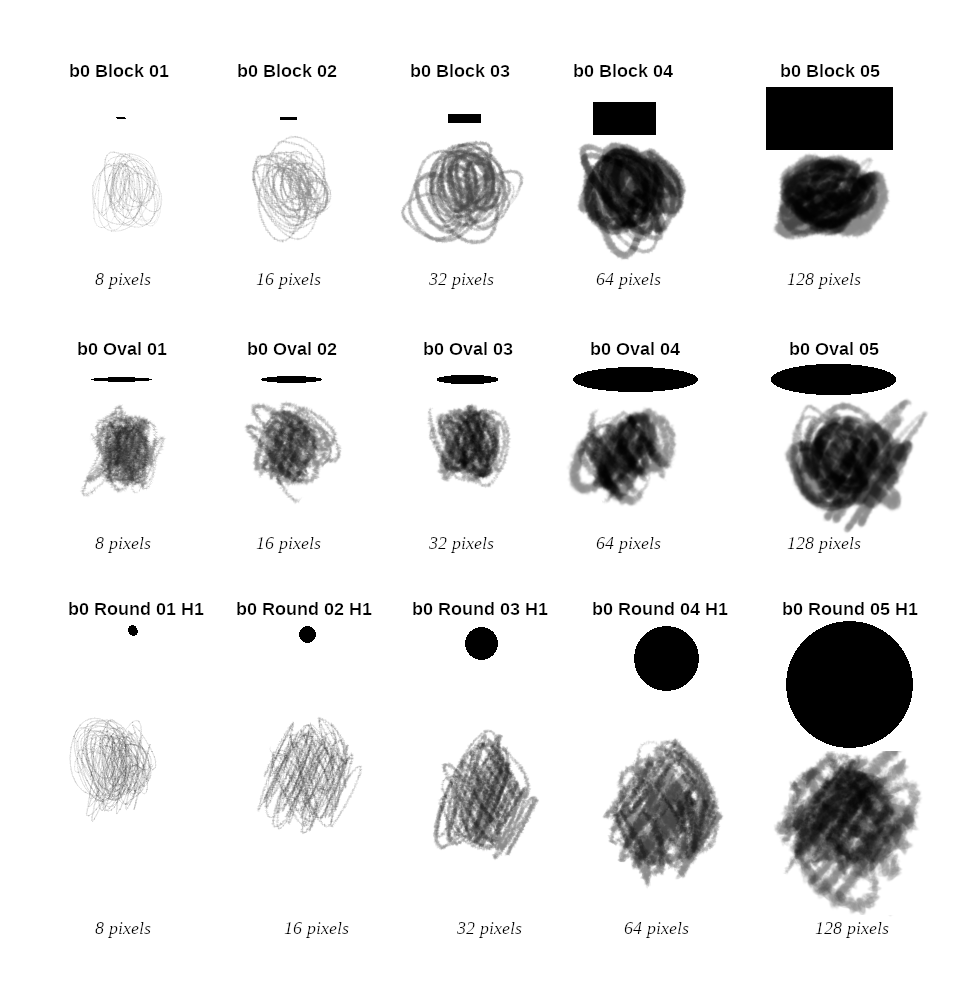 b0 Block 01 b0 Block 02 b0 Block 03 b0 Block 04 b0 Block 05
8 pixels 16 pixels 32 pixels 64 pixels 128 pixels
b0 Oval 01 b0 Oval 02 b0 Oval 03 b0 Oval 04 b0 Oval 05
8 pixels 16 pixels 32 pixels 64 pixels 128 pixels
b0 Round 01 H1 b0 Round 02 H1 b0 Round 03 H1 b0 Round 04 H1 b0 Round 05 H1
8 pixels 16 pixels 32 pixels 64 pixels 128 pixels